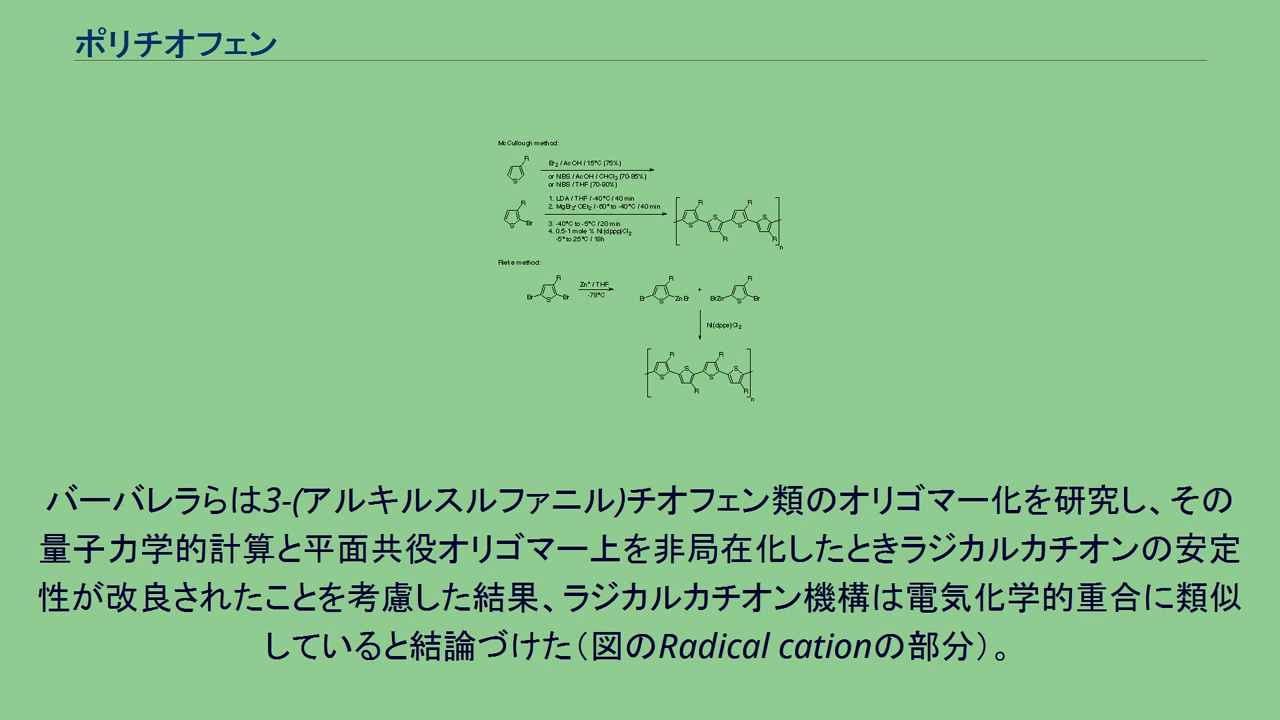 ポリチオフェン
McCullough method:
R
S
Br2 / AcOH / 15°C (75%)
or NBS / AcOH / CHCl3 (70-85%)
or NBS / THF (70-90%)
R
S
Br
1. LDA / THF / -40°C / 40 min
2. MgBr2·OEt2 / -60° to -40°C / 40 min
3. -40°C to -5°C / 20 min
4. 0.5-1 mole % Ni(dppp)Cl2
-5° to 25°C / 18h
R R
S S S S
R R
n
Rieke method:
R
Br S Br
Zn* / THF
-78°C
R
Br S ZnBr
+
R
BrZn S Br
Ni(dppe)Cl2
R R
S S S S
R R
n
バーバレラらは3-(アルキルスルファニル)チオフェン類のオリゴマー化を研究し、その
量子力学的計算と平面共役オリゴマー上を非局在化したときラジカルカチオンの安定
性が改良されたことを考慮した結果、ラジカルカチオン機構は電気化学的重合に類似
していると結論づけた（図のRadical cationの部分）。